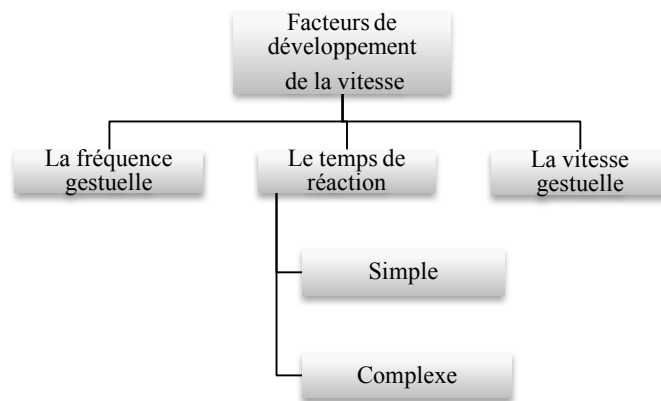 Facteurs de
développement
de la vitesse
La fréquence
gestuelle
Le temps de
réaction
La vitesse
gestuelle
Simple
Complexe